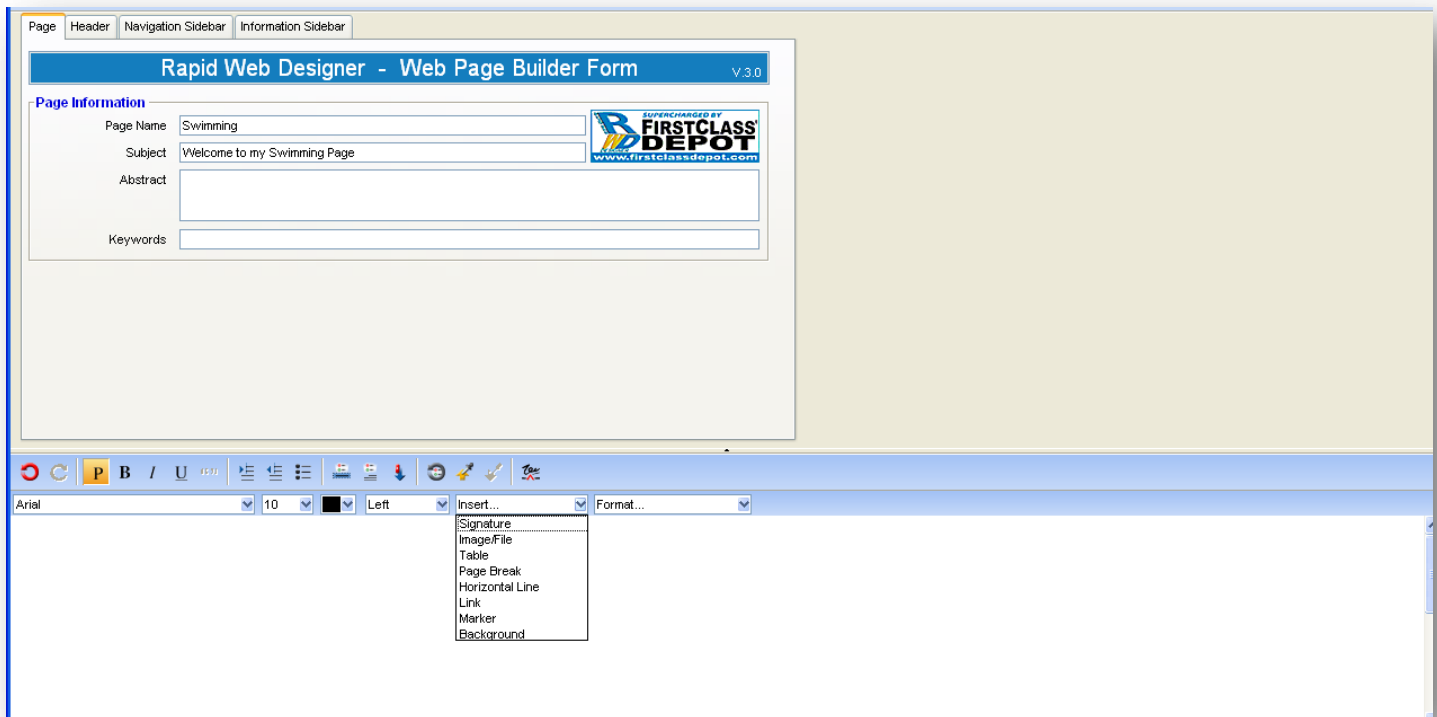 Page Header Navigation Sidebar Information Sidebar
Rapid Web Designer - Web Page Builder Form V.3.0
Page Information
Page Name Swimming
SUPERCHARGED BY
RWD FIRSTCLASS
DEPOT
www.firstclassdepot.com
Subject Welcome to my Swimming Page
Abstract
Keywords
P B I U
Arial 10 Left Insert... Format...
Signature
Image/File
Table
Page Break
Horizontal Line
Link
Marker
Background